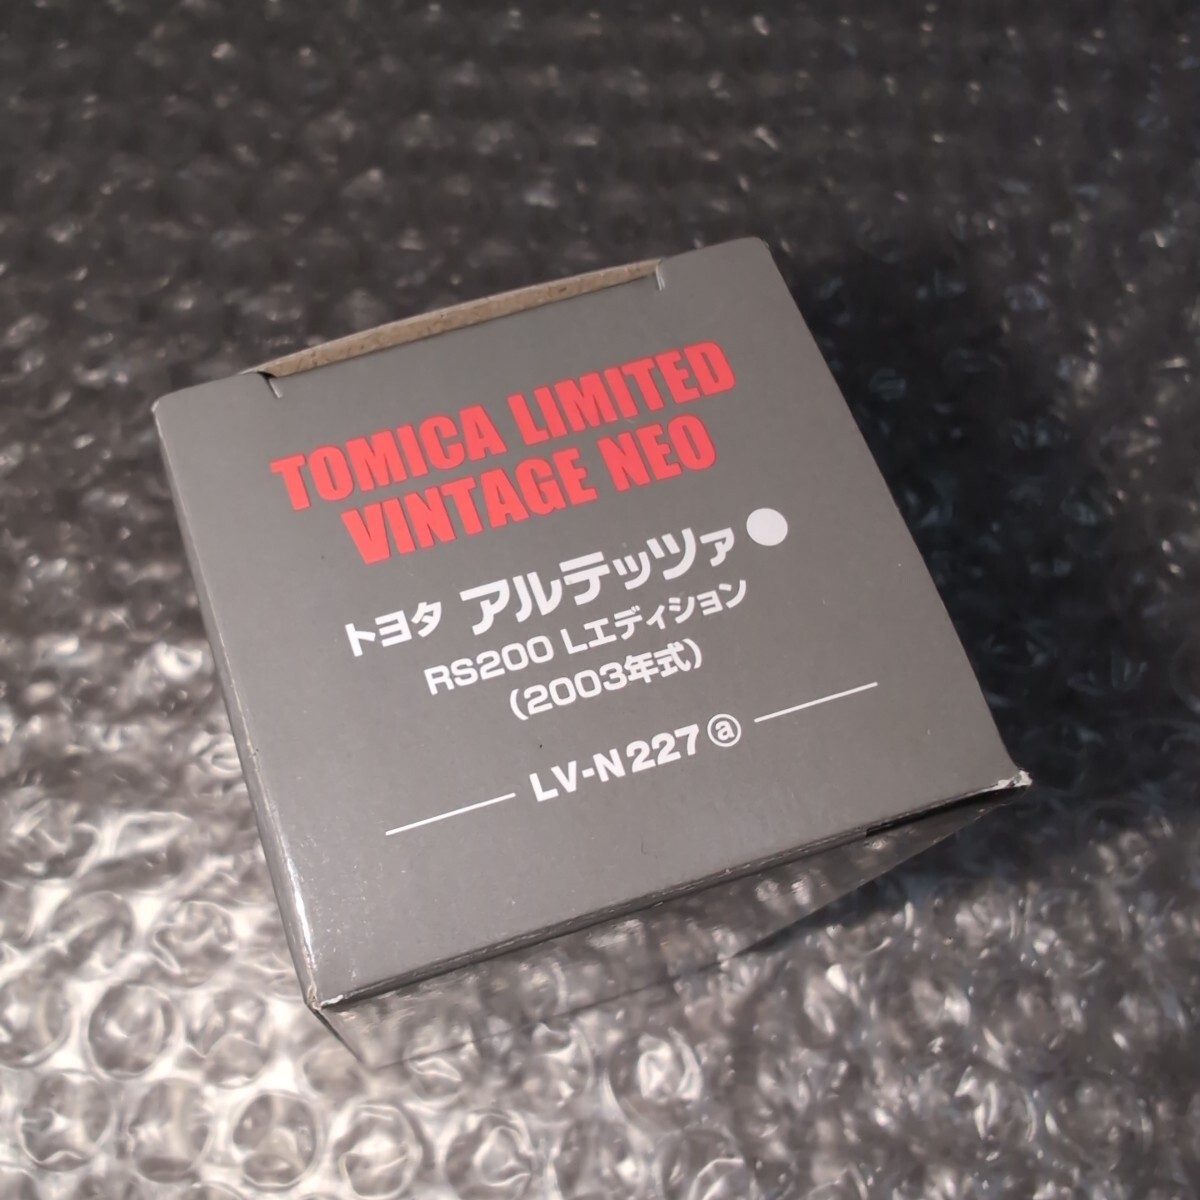 TOMICA LIMITED
VINTAGE NEO
トヨタ アルテッツァ
RS200 Lエディション
(2003年式)
LV-N227ⓐ